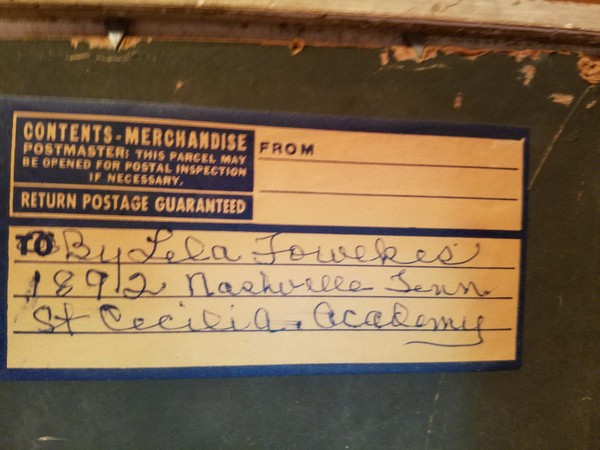 CONTENTS-MERCHANDISE
POSTMASTER: THIS PARCEL MAY
BE OPENED FOR POSTAL INSPECTION
IF NECESSARY.
RETURN POSTAGE GUARANTEED
FROM
TO By Lela Fowekes
1892 Nashville Tenn
St Cecilia. Academy